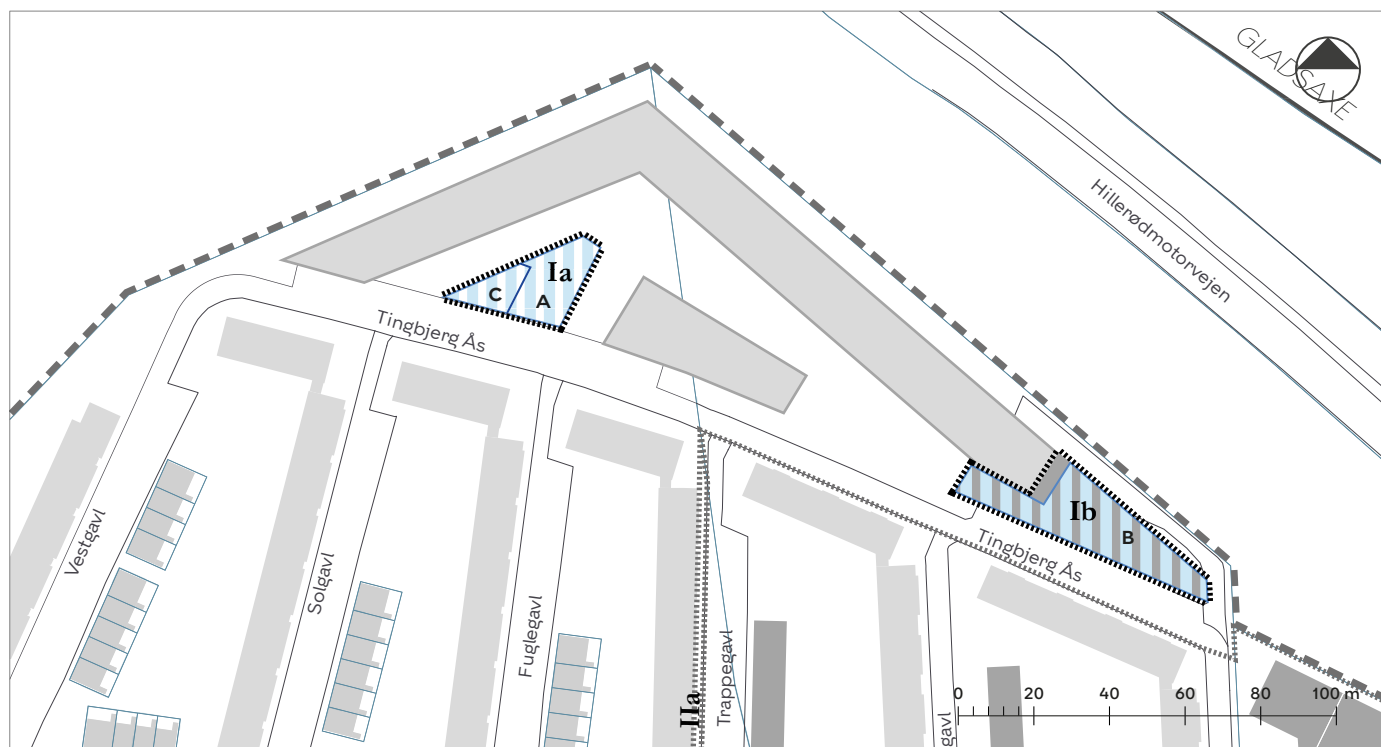 GLADSAXE
Hillerødmotorvejen
Ia
C
A
Tingbjerg Ås
Ib
B
Tingbjerg Ås
Vestgavl
Solgavl
Fuglegavl
IIa
Trappegavl
gavl
0 20 40 60 80 100 m